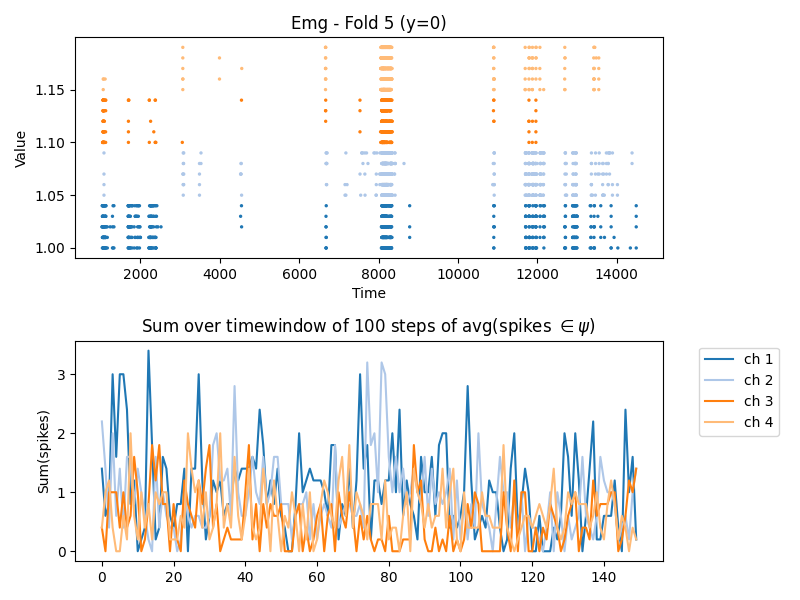 Emg - Fold 5 (y=0)
Value
1.15
1.10
1.05
1.00
2000 4000 6000 8000 10000 12000 14000
Time
Sum over timewindow of 100 steps of avg(spikes ∈ψ)
Sum(spikes)
3
2
1
0
0 20 40 60 80 100 120 140
ch 1
ch 2
ch 3
ch 4